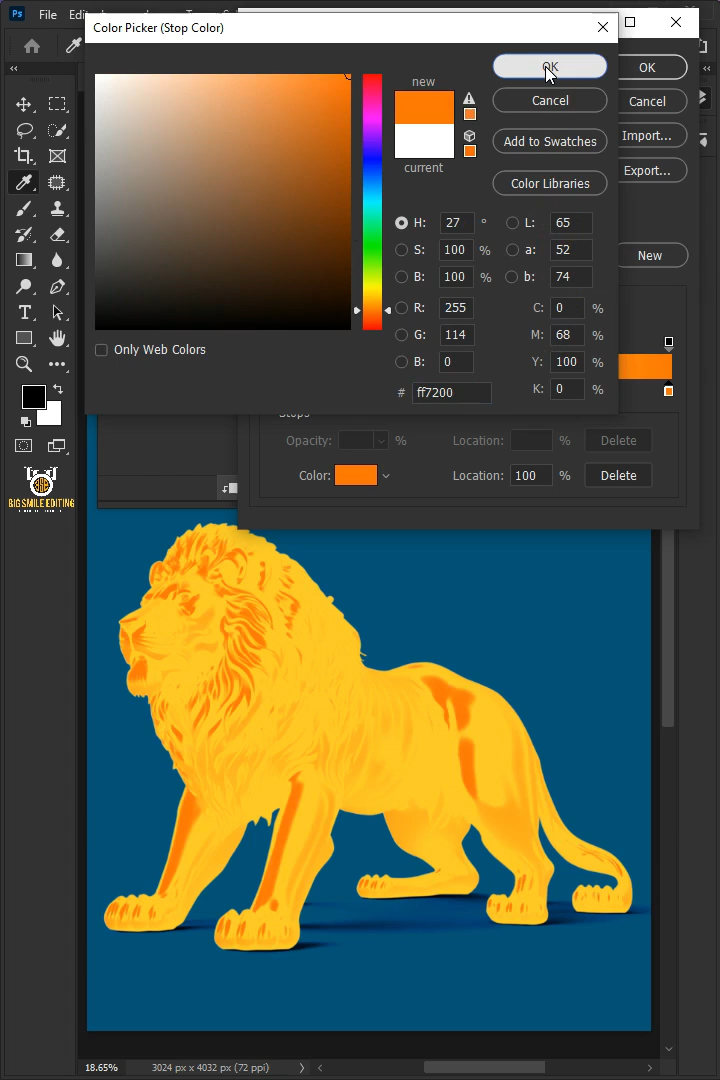 Ps File
Color Picker (Stop Color)
new
current
OK
Cancel
Add to Swatches
Color Libraries
H: 27 °
S: 100 %
B: 100 %
R: 255
G: 114
B: 0
# ff7200
L: 65
a: 52
b: 74
C: 0 %
M: 68 %
Y: 100 %
K: 0 %
Only Web Colors
OK
Cancel
Import...
Export...
New
Stops
Opacity: %
Location: %
Delete
Color:
Location: 100 %
Delete
BIG SMILE EDITING
18.65%
3024 px x 4032 px (72 ppi)